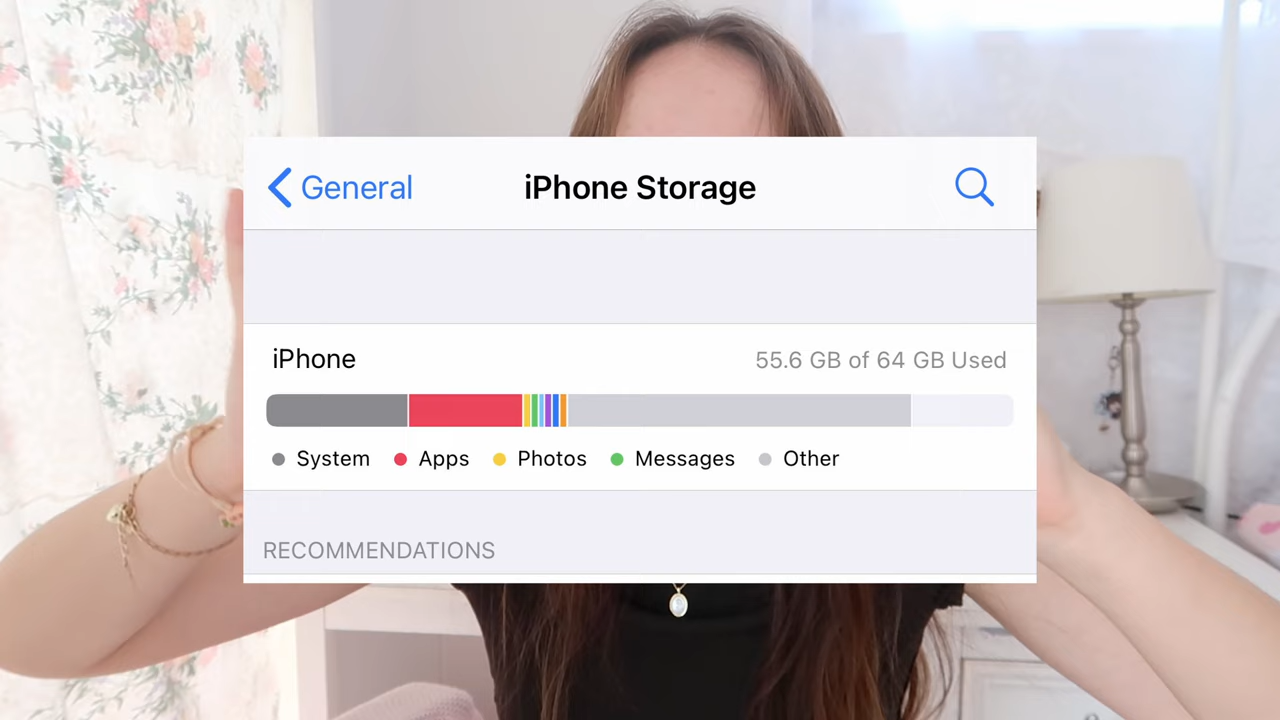 General
iPhone Storage
iPhone
55.6 GB of 64 GB Used
System
Apps
Photos
Messages
Other
RECOMMENDATIONS